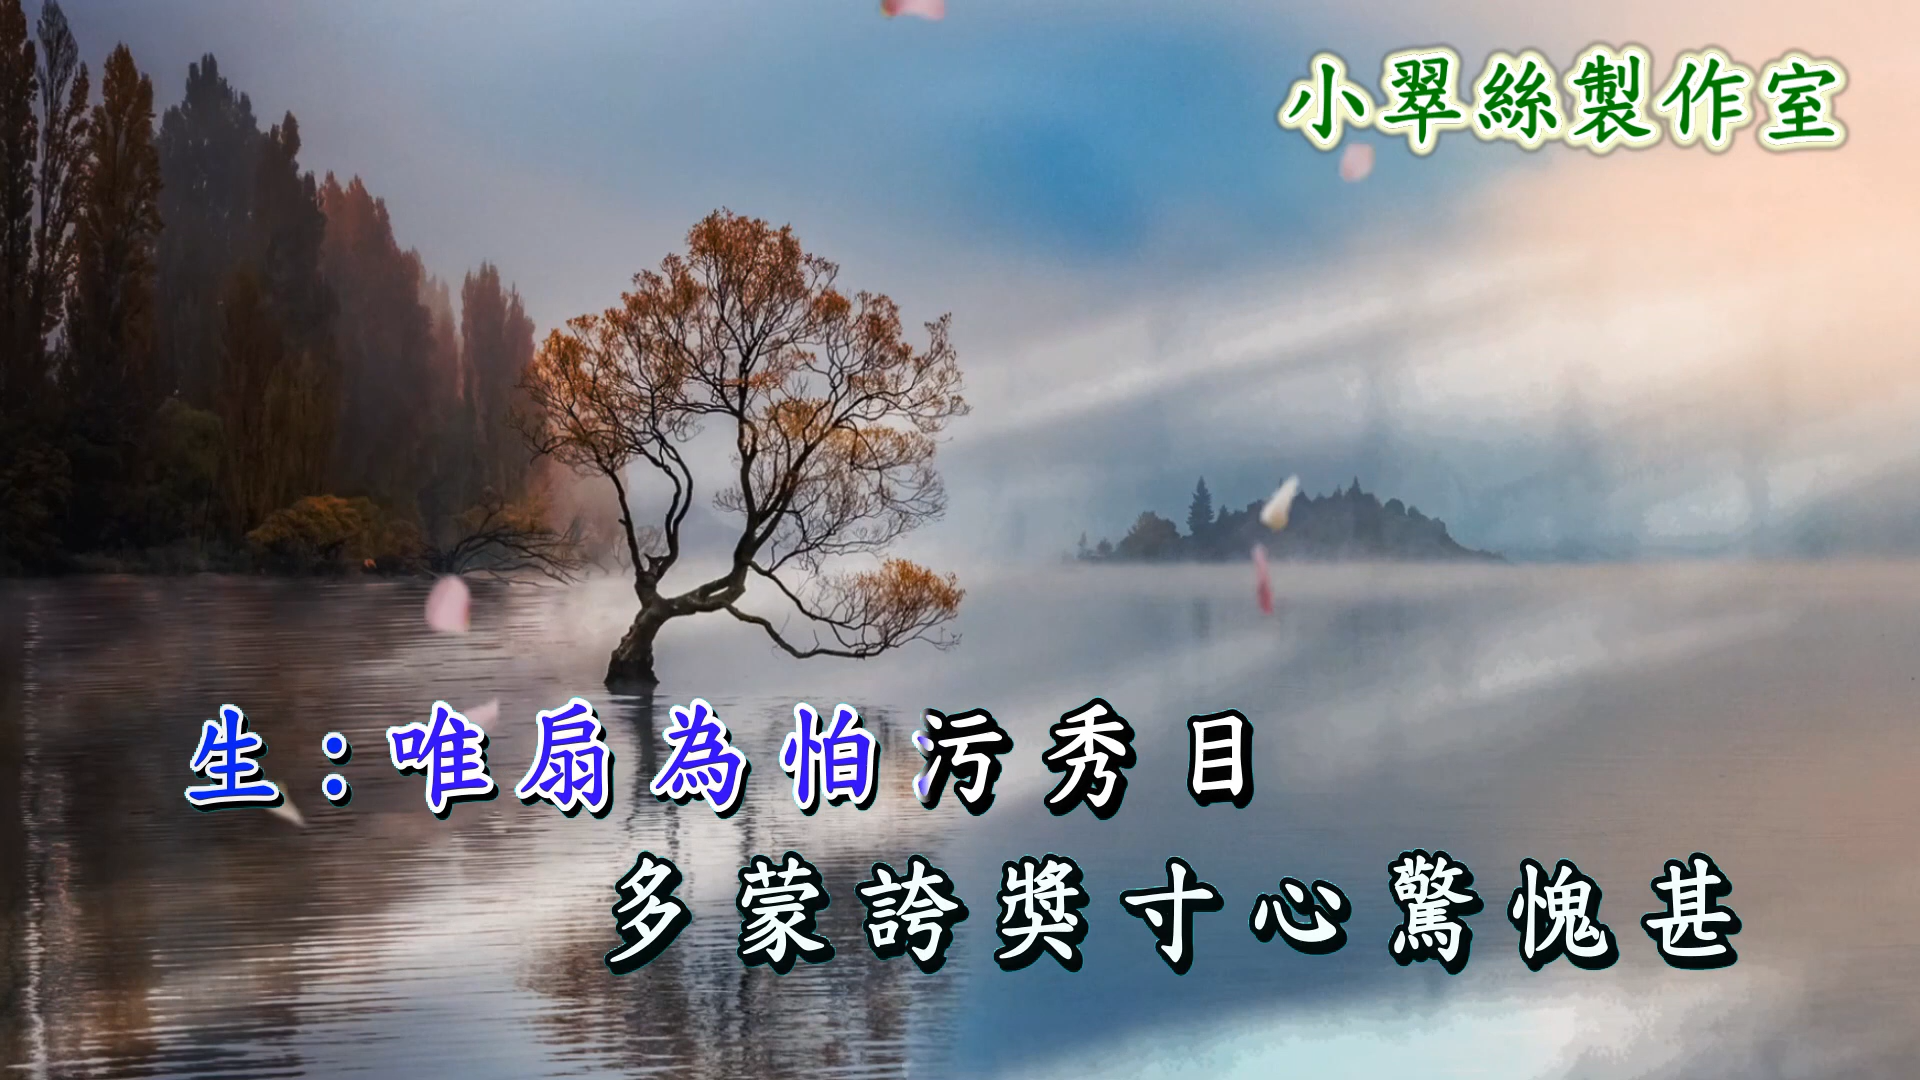 小翠絲製作室
生：唯扇為怕污秀目
多蒙誇獎寸心驚愧甚